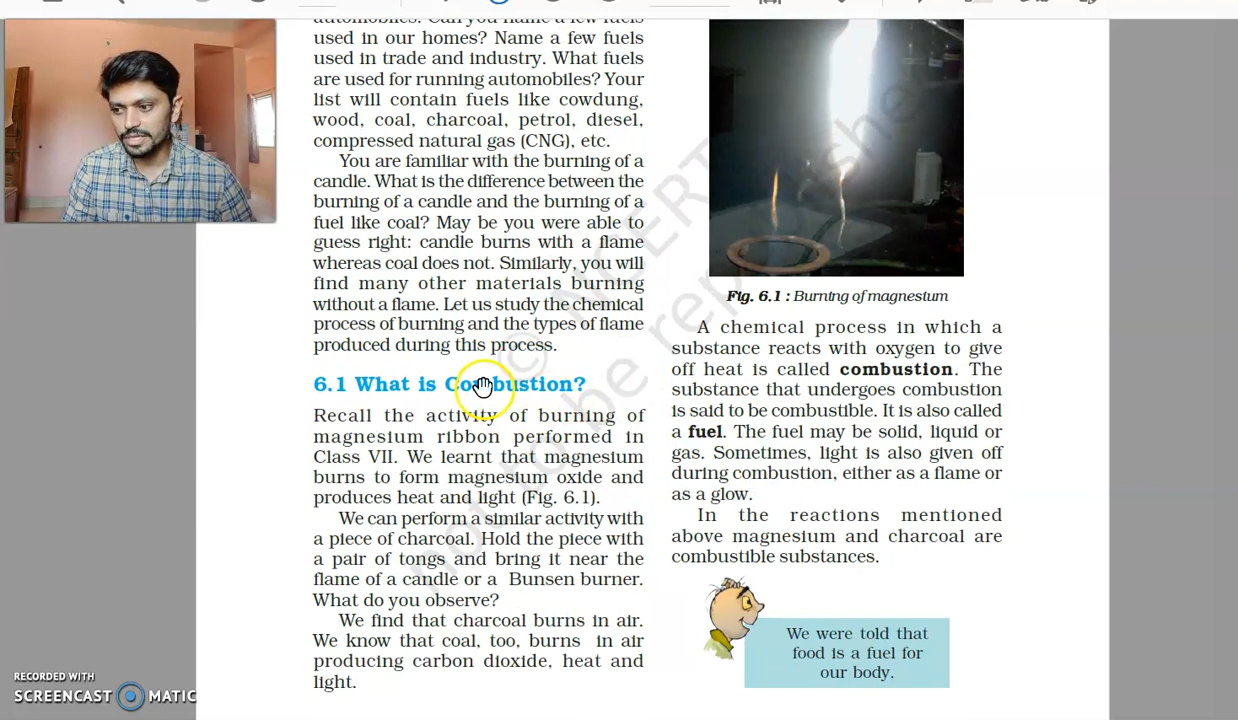 automobiles. Can you name a few fuels
used in our homes? Name a few fuels
used in trade and industry. What fuels
are used for running automobiles? Your
list will contain fuels like cowdung,
wood, coal, charcoal, petrol, diesel,
compressed natural gas (CNG), etc.
You are familiar with the burning of a
candle. What is the difference between the
burning of a candle and the burning of a
fuel like coal? May be you were able to
guess right: candle burns with a flame
whereas coal does not. Similarly, you will
find many other materials burning
without a flame. Let us study the chemical
process of burning and the types of flame
produced during this process.
6.1 What is Combustion?
Recall the activity of burning of
magnesium ribbon performed in
Class VII. We learnt that magnesium
burns to form magnesium oxide and
produces heat and light (Fig. 6.1).
We can perform a similar activity with
a piece of charcoal. Hold the piece with
a pair of tongs and bring it near the
flame of a candle or a Bunsen burner.
What do you observe?
We find that charcoal burns in air.
We know that coal, too, burns in air
producing carbon dioxide, heat and
light.
Fig. 6.1 : Burning of magnesium
A chemical process in which a
substance reacts with oxygen to give
off heat is called combustion. The
substance that undergoes combustion
is said to be combustible. It is also called
a fuel. The fuel may be solid, liquid or
gas. Sometimes, light is also given off
during combustion, either as a flame or
as a glow.
In the reactions mentioned
above magnesium and charcoal are
combustible substances.
We were told that
food is a fuel for
our body.
© NCERT
not to be
RECORDED WITH
SCREENCAST MATIC